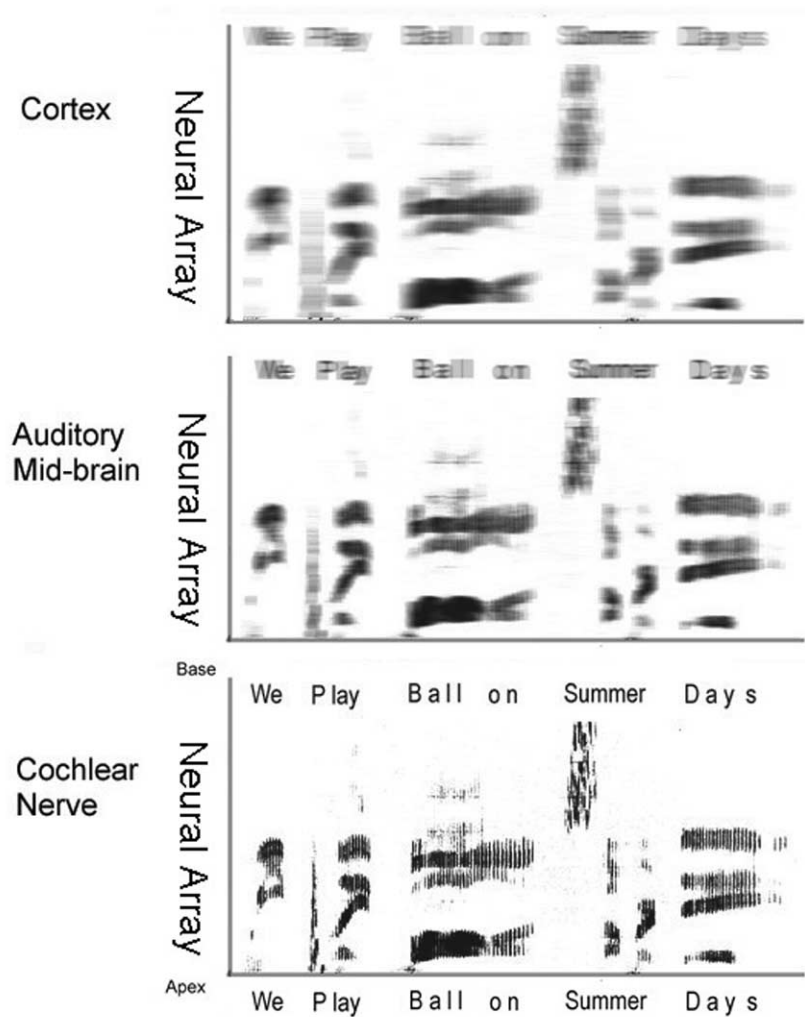 We Play Ball on Summer Days
Cortex
Neural Array
We Play Ball on Summer Days
Auditory
Mid-brain
Neural Array
Base
We Play Ball on Summer Days
Cochlear
Nerve
Neural Array
Apex
We Play Ball on Summer Days